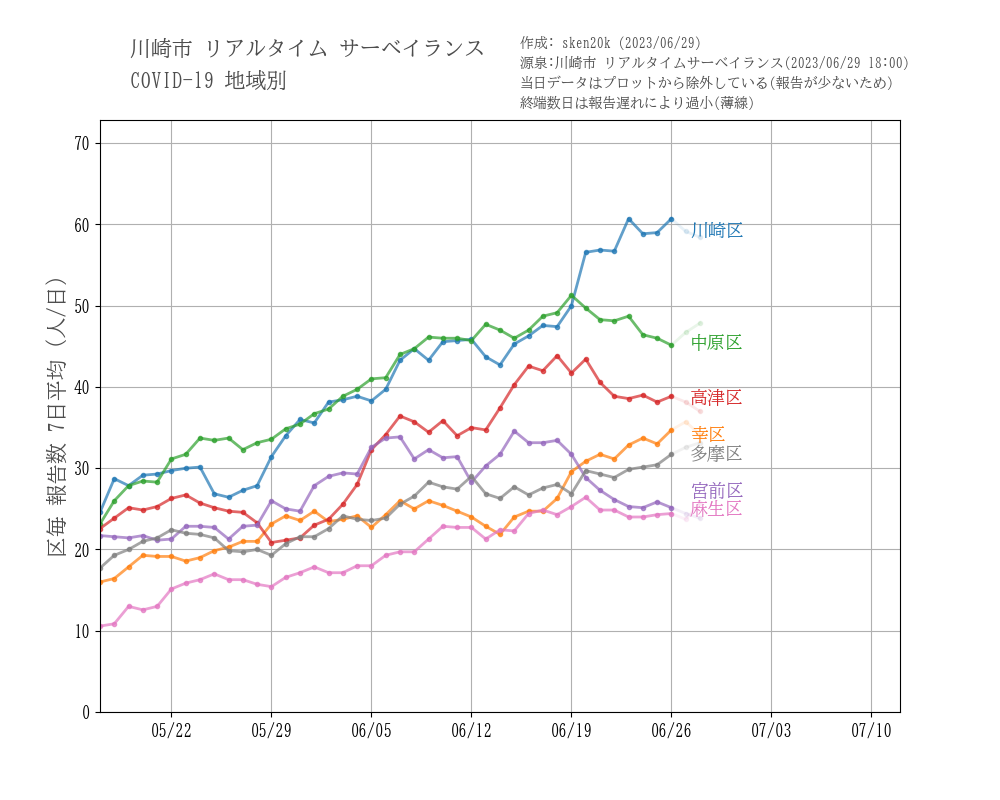 川崎市 リアルタイム サーベイランス
COVID-19 地域別
作成: sken20k (2023/06/29)
源泉:川崎市 リアルタイムサーベイランス(2023/06/29 18:00)
当日データはプロットから除外している(報告が少ないため)
終端数日は報告遅れにより過小(薄線)
区毎 報告数 7日平均 (人/日)
70
60
50
40
30
20
10
0
川崎区
中原区
高津区
幸区
多摩区
宮前区
麻生区
05/22
05/29
06/05
06/12
06/19
06/26
07/03
07/10